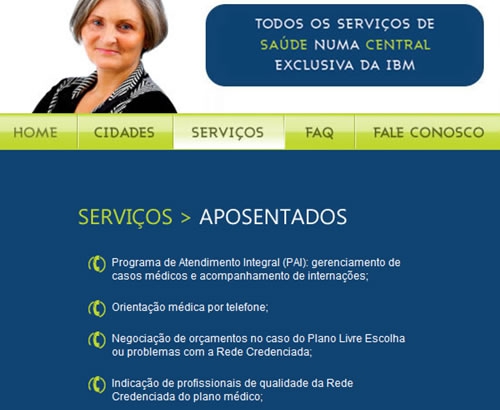 TODOS OS SERVIÇOS DE
SAÚDE NUMA CENTRAL
EXCLUSIVA DA IBM
HOME CIDADES SERVIÇOS FAQ FALE CONOSCO
SERVIÇOS > APOSENTADOS
Programa de Atendimento Integral (PAI): gerenciamento de
casos médicos e acompanhamento de internações;
Orientação médica por telefone;
Negociação de orçamentos no caso do Plano Livre Escolha
ou problemas com a Rede Credenciada;
Indicação de profissionais de qualidade da Rede
Credenciada do plano médico;